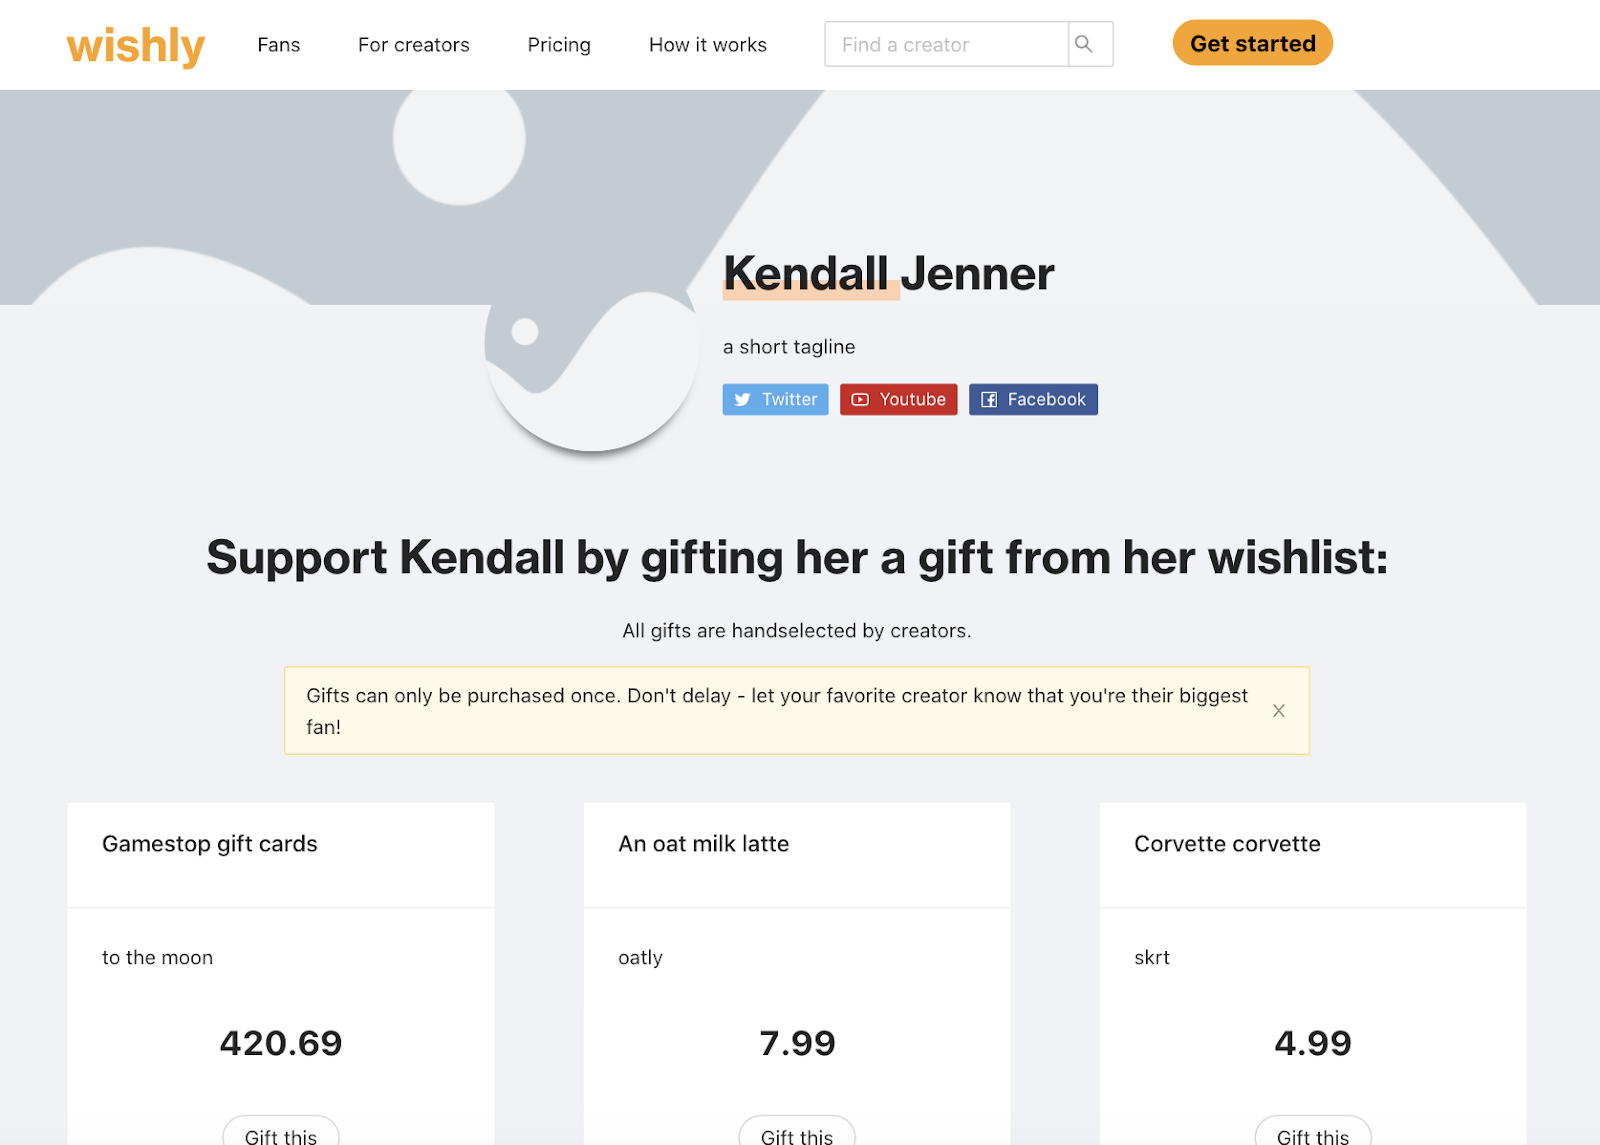 wishly Fans For creators Pricing How it works Find a creator Get started
Kendall Jenner
a short tagline
Twitter Youtube Facebook
Support Kendall by gifting her a gift from her wishlist:
All gifts are handselected by creators.
Gifts can only be purchased once. Don't delay - let your favorite creator know that you're their biggest
fan!
Gamestop gift cards
to the moon
420.69
Gift this
An oat milk latte
oatly
7.99
Gift this
Corvette corvette
skrt
4.99
Gift this